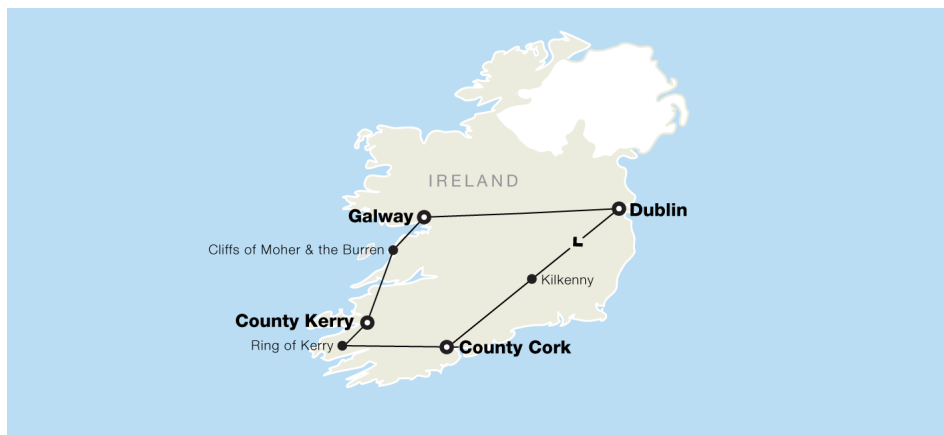 IRELAND
Galway
Dublin
Cliffs of Moher & the Burren
Kilkenny
County Kerry
Ring of Kerry
County Cork